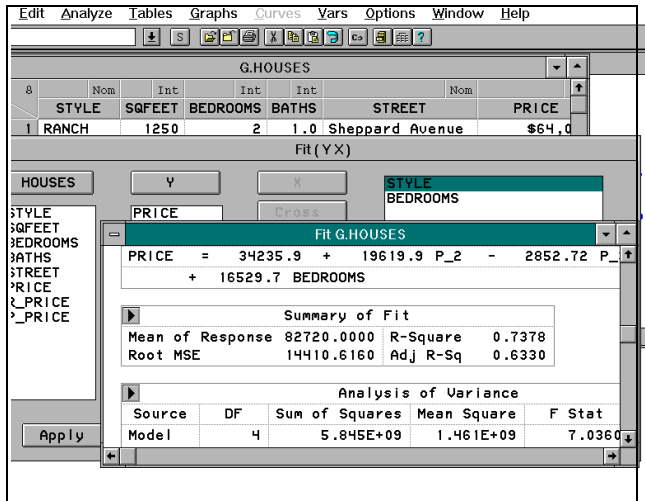 Edit Analyze Tables Graphs Curves Vars Options Window Help
S
G.HOUSES
8 Nom Int Int Int Nom
STYLE SQFEET BEDROOMS BATHS STREET PRICE
1 RANCH 1250 2 1.0 Sheppard Avenue $64,0
Fit(YX)
HOUSES Y X STYLE
BEDROOMS
STYLE PRICE Cross
SQFEET
BEDROOMS
BATHS
STREET
PRICE
R_PRICE
P_PRICE
Apply
Fit G.HOUSES
PRICE = 34235.9 + 19619.9 P_2 - 2852.72 P_
+ 16529.7 BEDROOMS
Summary of Fit
Mean of Response 82720.0000 R-Square 0.7378
Root MSE 14410.6160 Adj R-Sq 0.6330
Analysis of Variance
Source DF Sum of Squares Mean Square F Stat
Model 4 5.845E+09 1.461E+09 7.0360